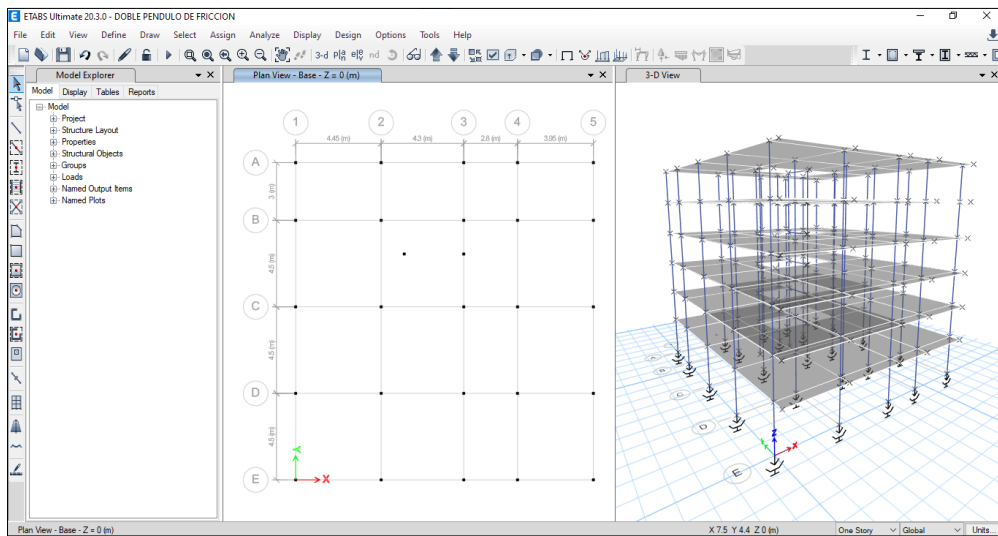 ETABS Ultimate 20.3.0 - DOBLE PENDULO DE FRICCION
File Edit View Define Draw Select Assign Analyze Display Design Options Tools Help
3-d
nd
Model Explorer
Model Display Tables Reports
Model
Project
Structure Layout
Properties
Structural Objects
Groups
Loads
Named Output Items
Named Plots
Plan View - Base - Z = 0 (m)
1 2 3 4 5
4.45 (m) 4.3 (m) 2.8 (m) 3.95 (m)
A
3 (m)
B
4.5 (m)
C
4.5 (m)
D
4.5 (m)
E
Y
X
3-D View
C
D
E
Z
X
Plan View - Base - Z = 0 (m)
X 7.5 Y 4.4 Z 0 (m)
One Story
Global
Units...